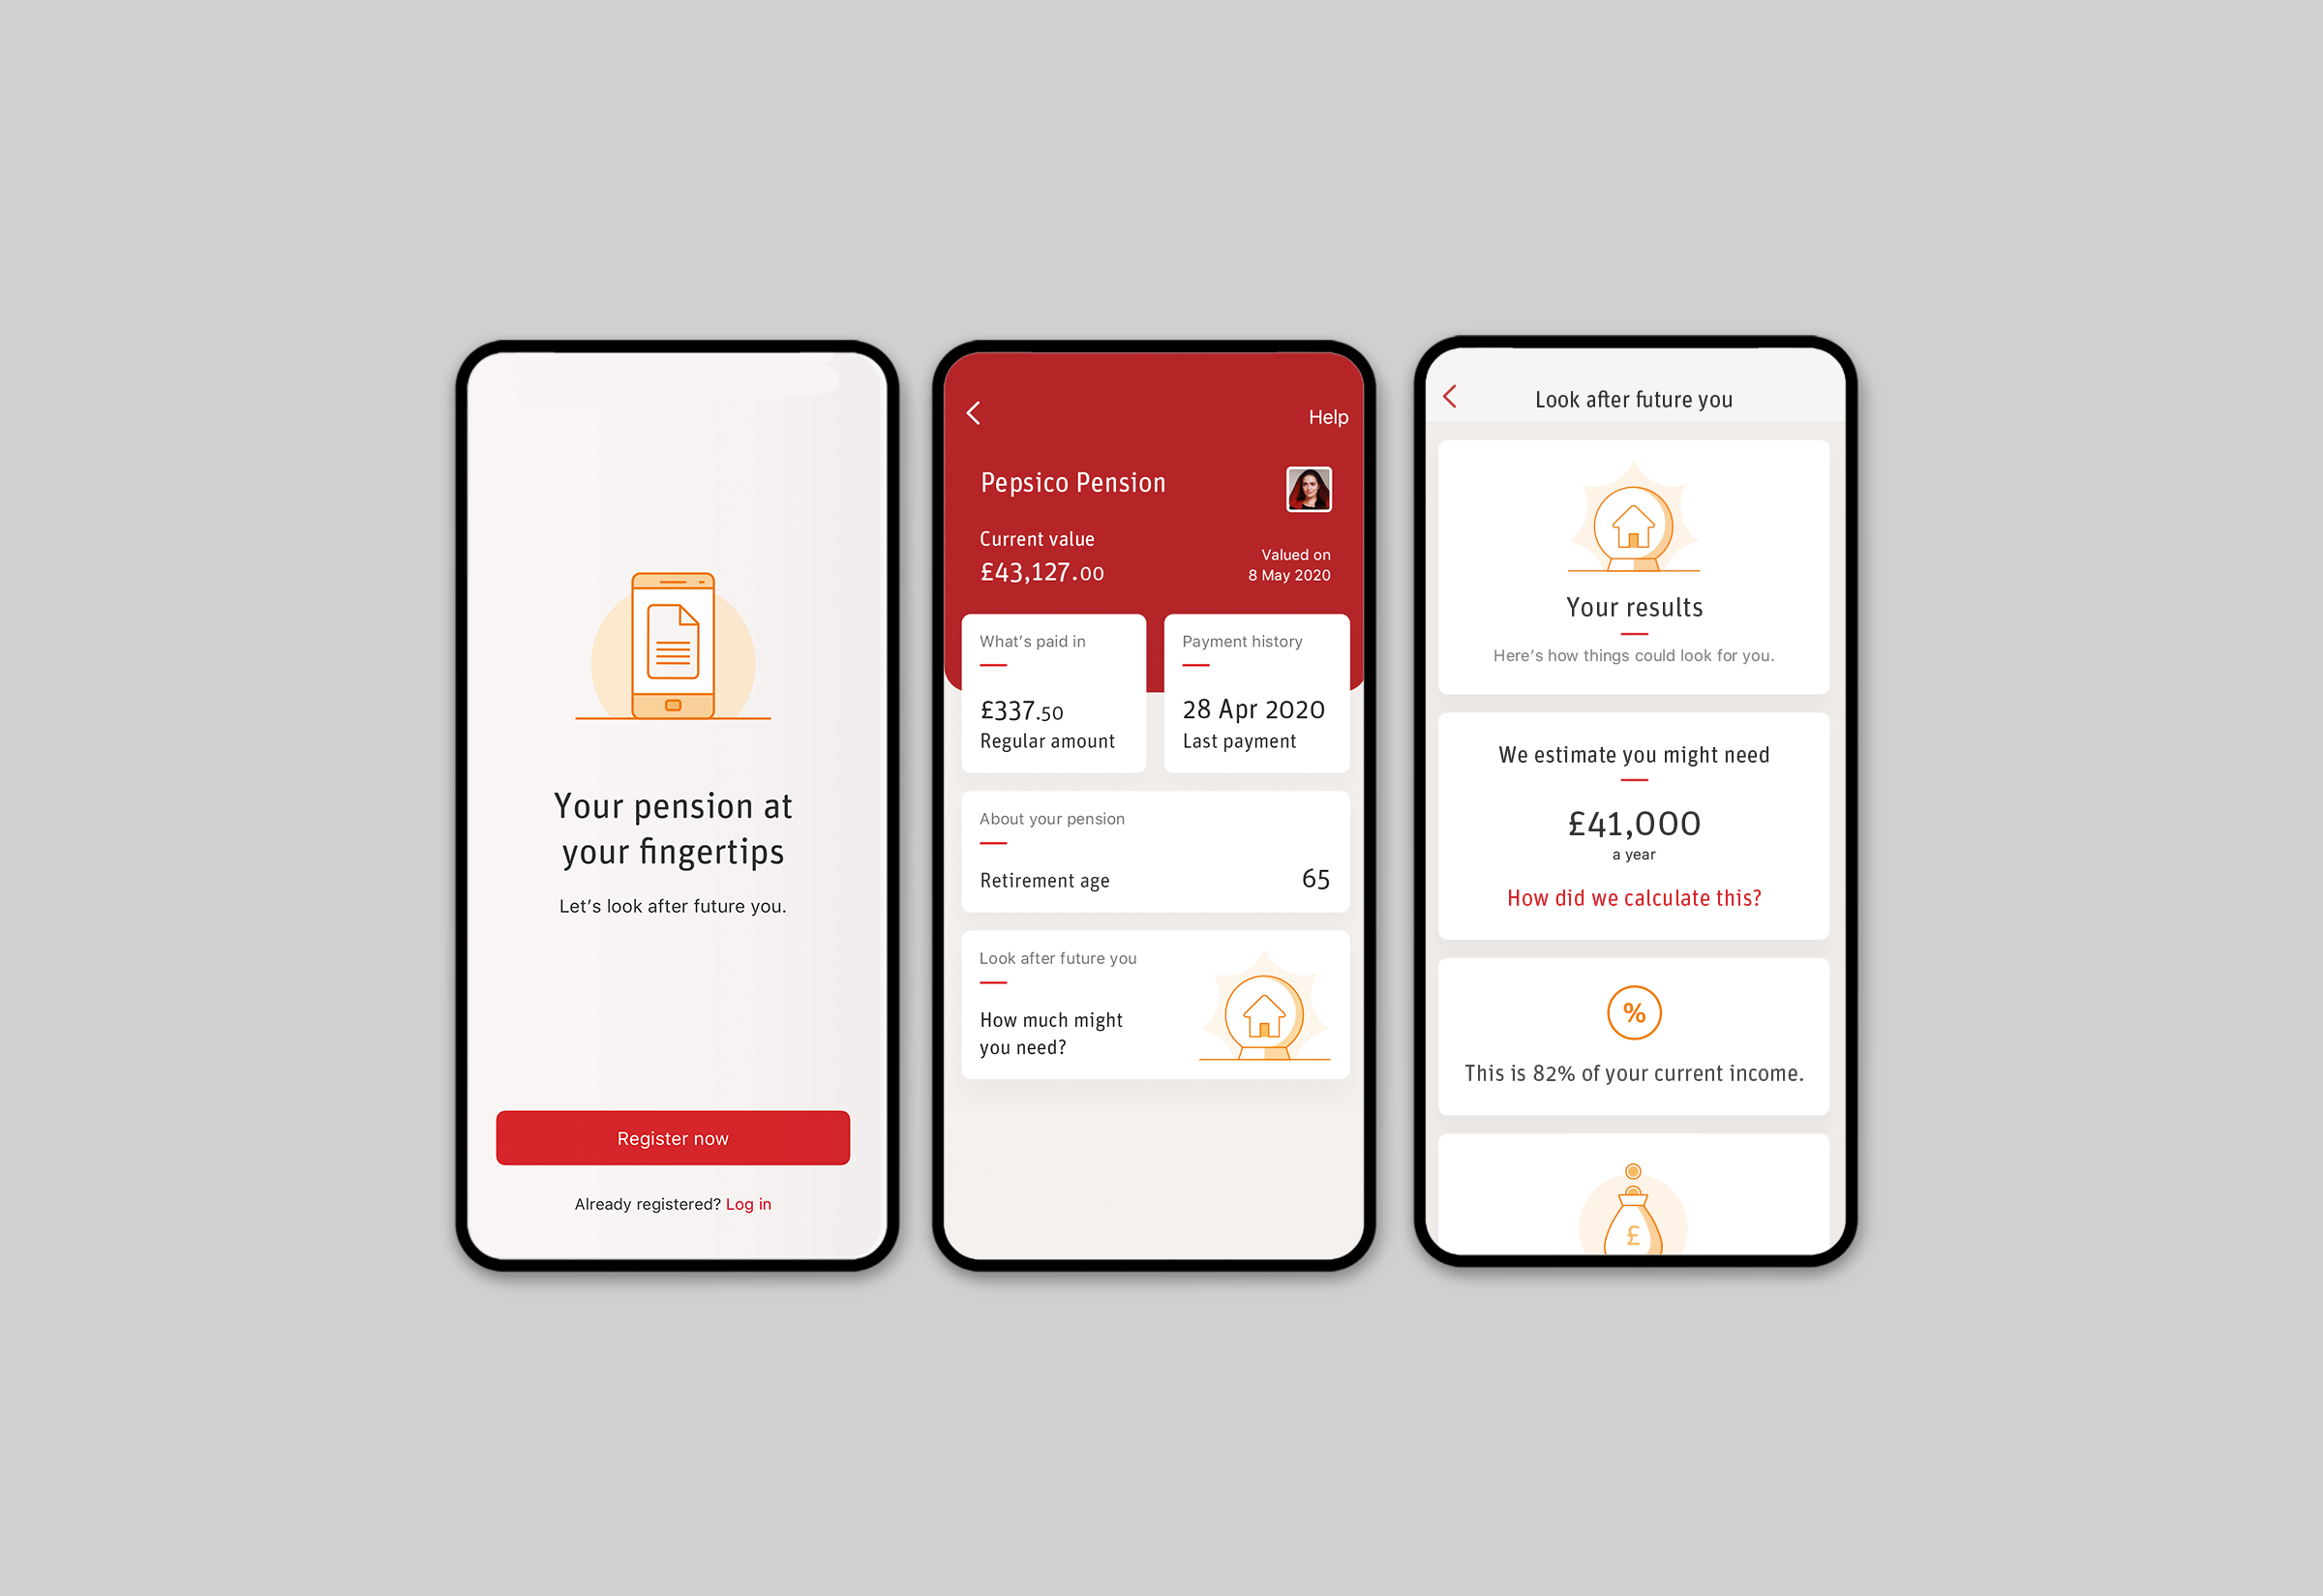 Your pension at
your fingertips
Let's look after future you.
Register now
Already registered? Log in
Help
Pepsico Pension
Current value
£43,127.00
Valued on
8 May 2020
What's paid in
£337.50
Regular amount
Payment history
28 Apr 2020
Last payment
About your pension
Retirement age 65
Look after future you
How much might
you need?
Look after future you
Your results
Here's how things could look for you.
We estimate you might need
£41,000
a year
How did we calculate this?
%
This is 82% of your current income.
£